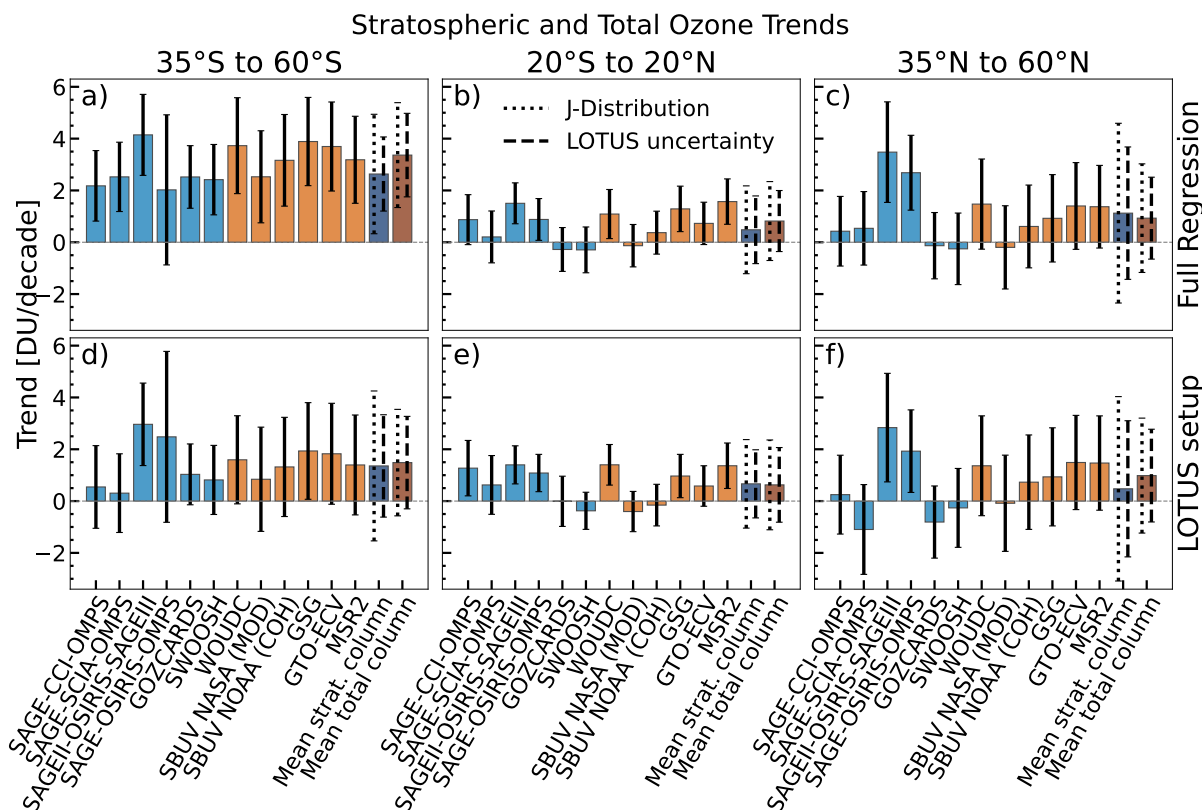 Stratospheric and Total Ozone Trends
35°S to 60°S
20°S to 20°N
35°N to 60°N
Trend [DU/decade]
a)
6
4
2
0
−2
b)
J-Distribution
LOTUS uncertainty
c)
Full Regression
d)
6
4
2
0
−2
e)
f)
LOTUS setup
SAGE-CCI-OMPS
SAGE-SCIA-OMPS
SAGEII-OSIRIS-SAGEIII
SAGE-OSIRIS-OMPS
GOZCARDS
SWOOSH
WOUDC
SBUV NASA (MOD)
SBUV NOAA (COH)
GSG
GTO-ECV
MSR2
Mean strat. column
Mean total column
SAGE-CCI-OMPS
SAGE-SCIA-OMPS
SAGEII-OSIRIS-SAGEIII
SAGE-OSIRIS-OMPS
GOZCARDS
SWOOSH
WOUDC
SBUV NASA (MOD)
SBUV NOAA (COH)
GSG
GTO-ECV
MSR2
Mean strat. column
Mean total column
SAGE-CCI-OMPS
SAGE-SCIA-OMPS
SAGEII-OSIRIS-SAGEIII
SAGE-OSIRIS-OMPS
GOZCARDS
SWOOSH
WOUDC
SBUV NASA (MOD)
SBUV NOAA (COH)
GSG
GTO-ECV
MSR2
Mean strat. column
Mean total column